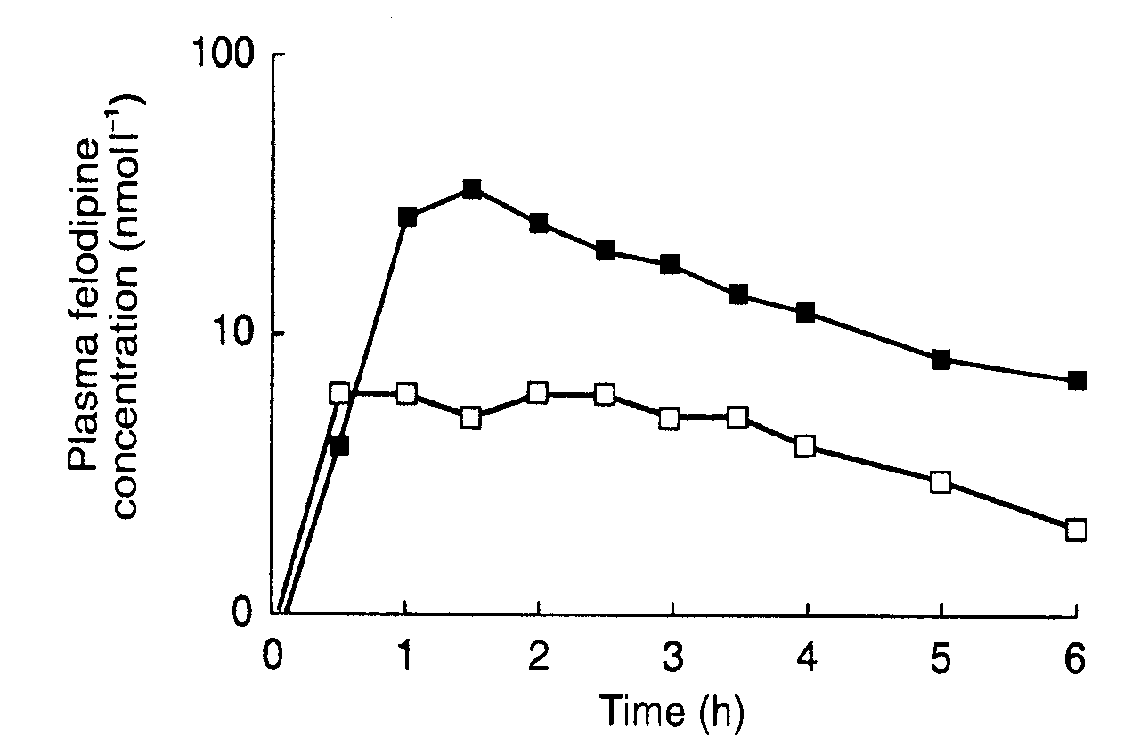 100
10
0
Plasma felodipine
concentration (nmol l⁻¹)
0 1 2 3 4 5 6
Time (h)